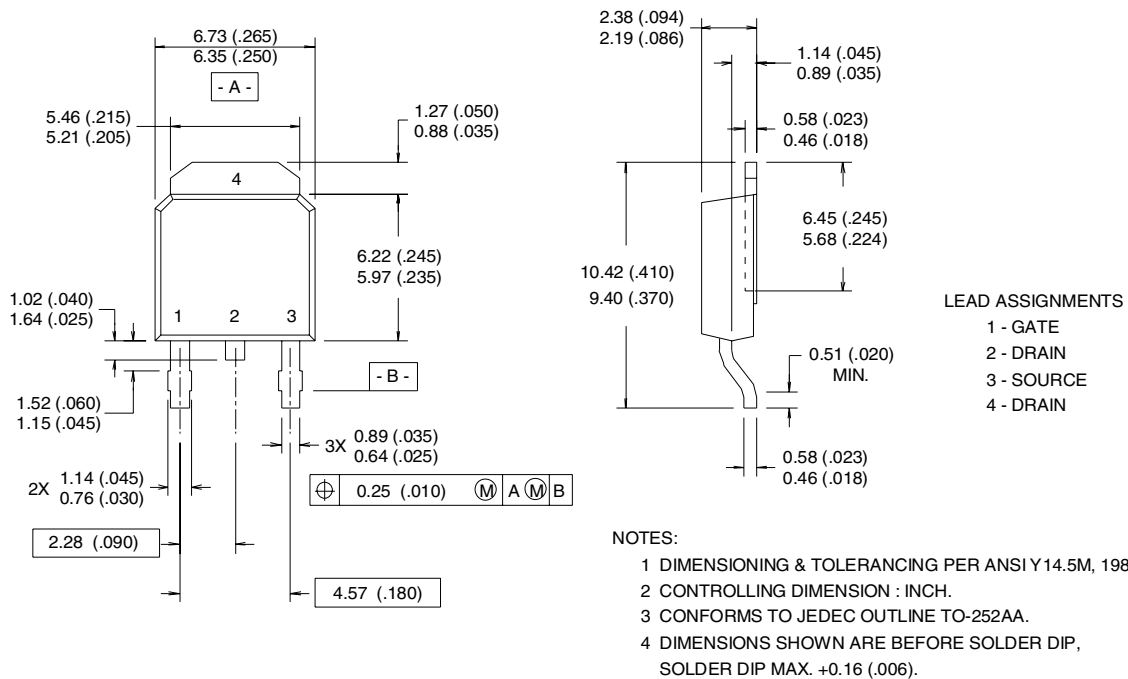 6.73 (.265)
6.35 (.250)
- A -
5.46 (.215)
5.21 (.205)
1.27 (.050)
0.88 (.035)
4
6.22 (.245)
5.97 (.235)
1.02 (.040)
1.64 (.025)
1 2 3
- B -
1.52 (.060)
1.15 (.045)
3X 0.89 (.035)
0.64 (.025)
2X 1.14 (.045)
0.76 (.030)
⌖ 0.25 (.010) Ⓜ A Ⓜ B
2.28 (.090)
4.57 (.180)
2.38 (.094)
2.19 (.086)
1.14 (.045)
0.89 (.035)
0.58 (.023)
0.46 (.018)
6.45 (.245)
5.68 (.224)
10.42 (.410)
9.40 (.370)
0.51 (.020)
MIN.
0.58 (.023)
0.46 (.018)
LEAD ASSIGNMENTS
1 - GATE
2 - DRAIN
3 - SOURCE
4 - DRAIN
NOTES:
1 DIMENSIONING & TOLERANCING PER ANSI Y14.5M, 198
2 CONTROLLING DIMENSION : INCH.
3 CONFORMS TO JEDEC OUTLINE TO-252AA.
4 DIMENSIONS SHOWN ARE BEFORE SOLDER DIP,
SOLDER DIP MAX. +0.16 (.006).